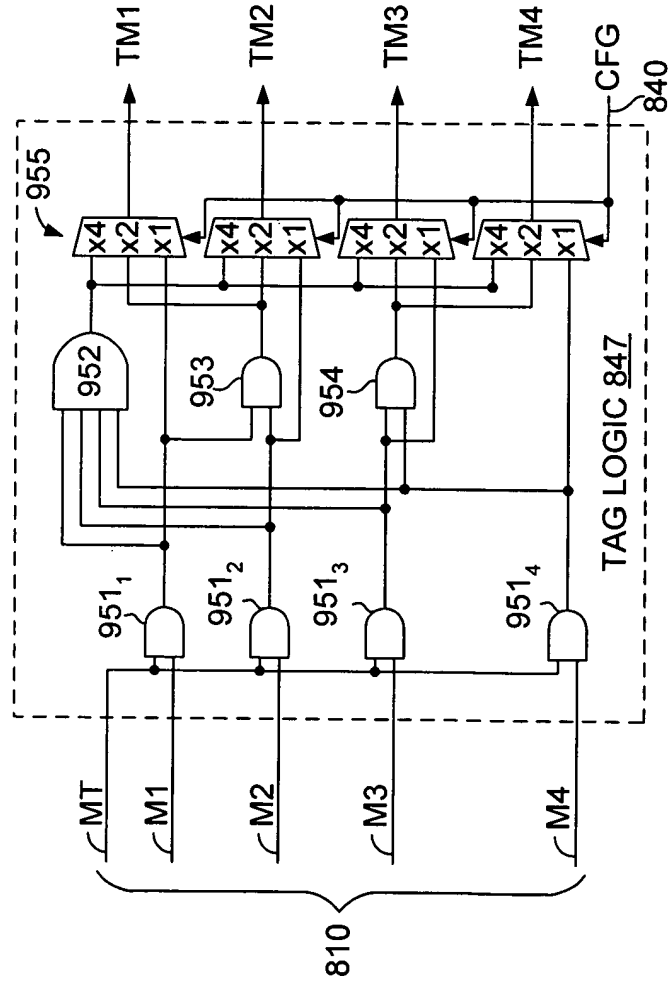 955
x4
x2
x1
TM1
952
953
x4
x2
x1
TM2
954
x4
x2
x1
TM3
x4
x2
x1
TM4
CFG
840
951₁
951₂
951₃
951₄
MT
M1
M2
M3
M4
810
TAG LOGIC 847